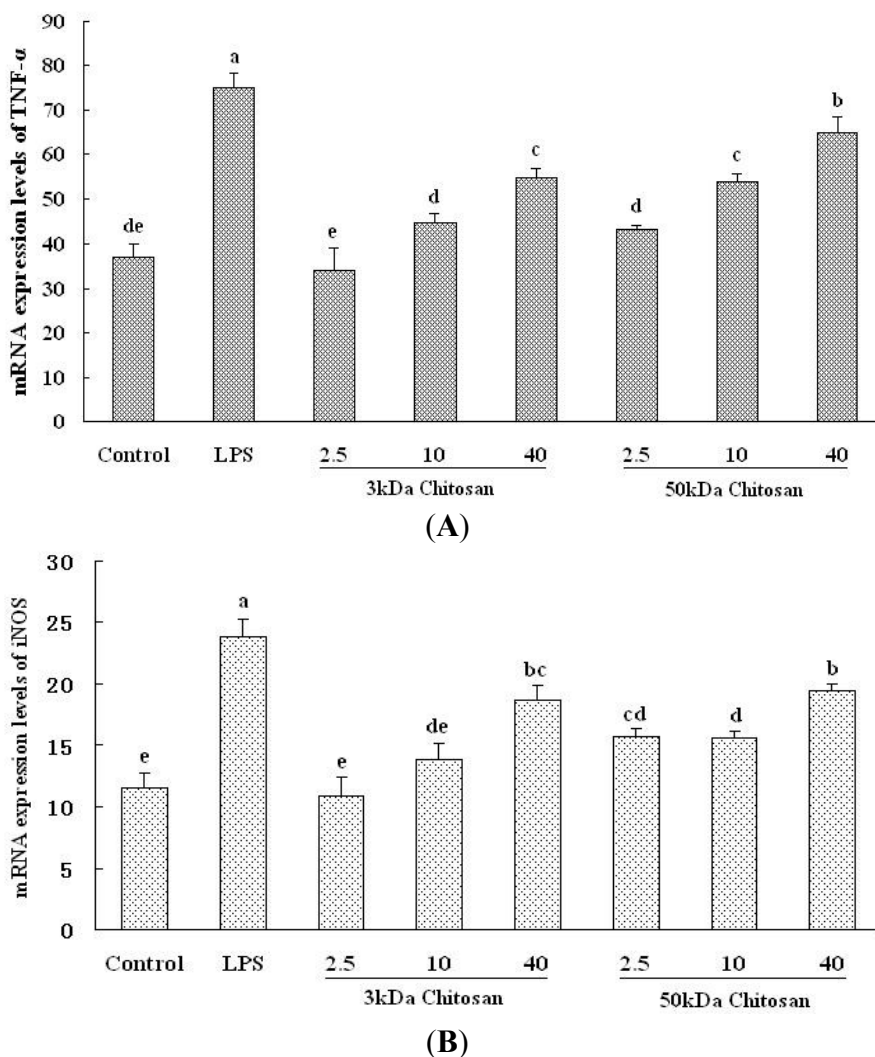 mRNA expression levels of TNF-α
90
80
70
60
50
40
30
20
10
0
de
a
e
d
c
d
c
b
Control LPS 2.5 10 40 2.5 10 40
3kDa Chitosan 50kDa Chitosan
(A)
mRNA expression levels of iNOS
30
25
20
15
10
5
0
e
a
e
de
bc
cd
d
b
Control LPS 2.5 10 40 2.5 10 40
3kDa Chitosan 50kDa Chitosan
(B)